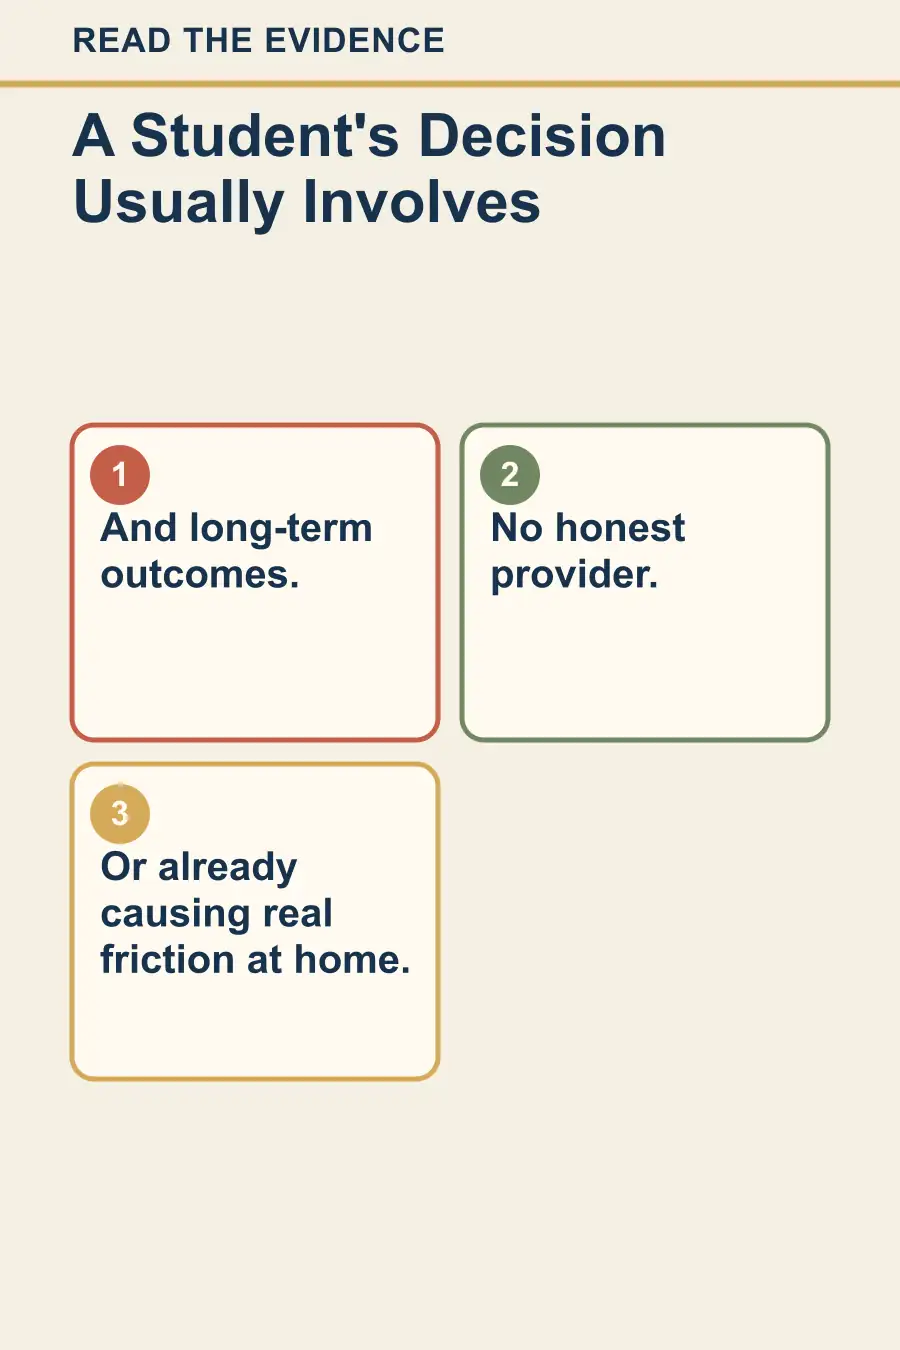 READ THE EVIDENCE
A Student's Decision
Usually Involves
1
And long-term
outcomes.
2
No honest
provider.
3
Or already
causing real
friction at home.